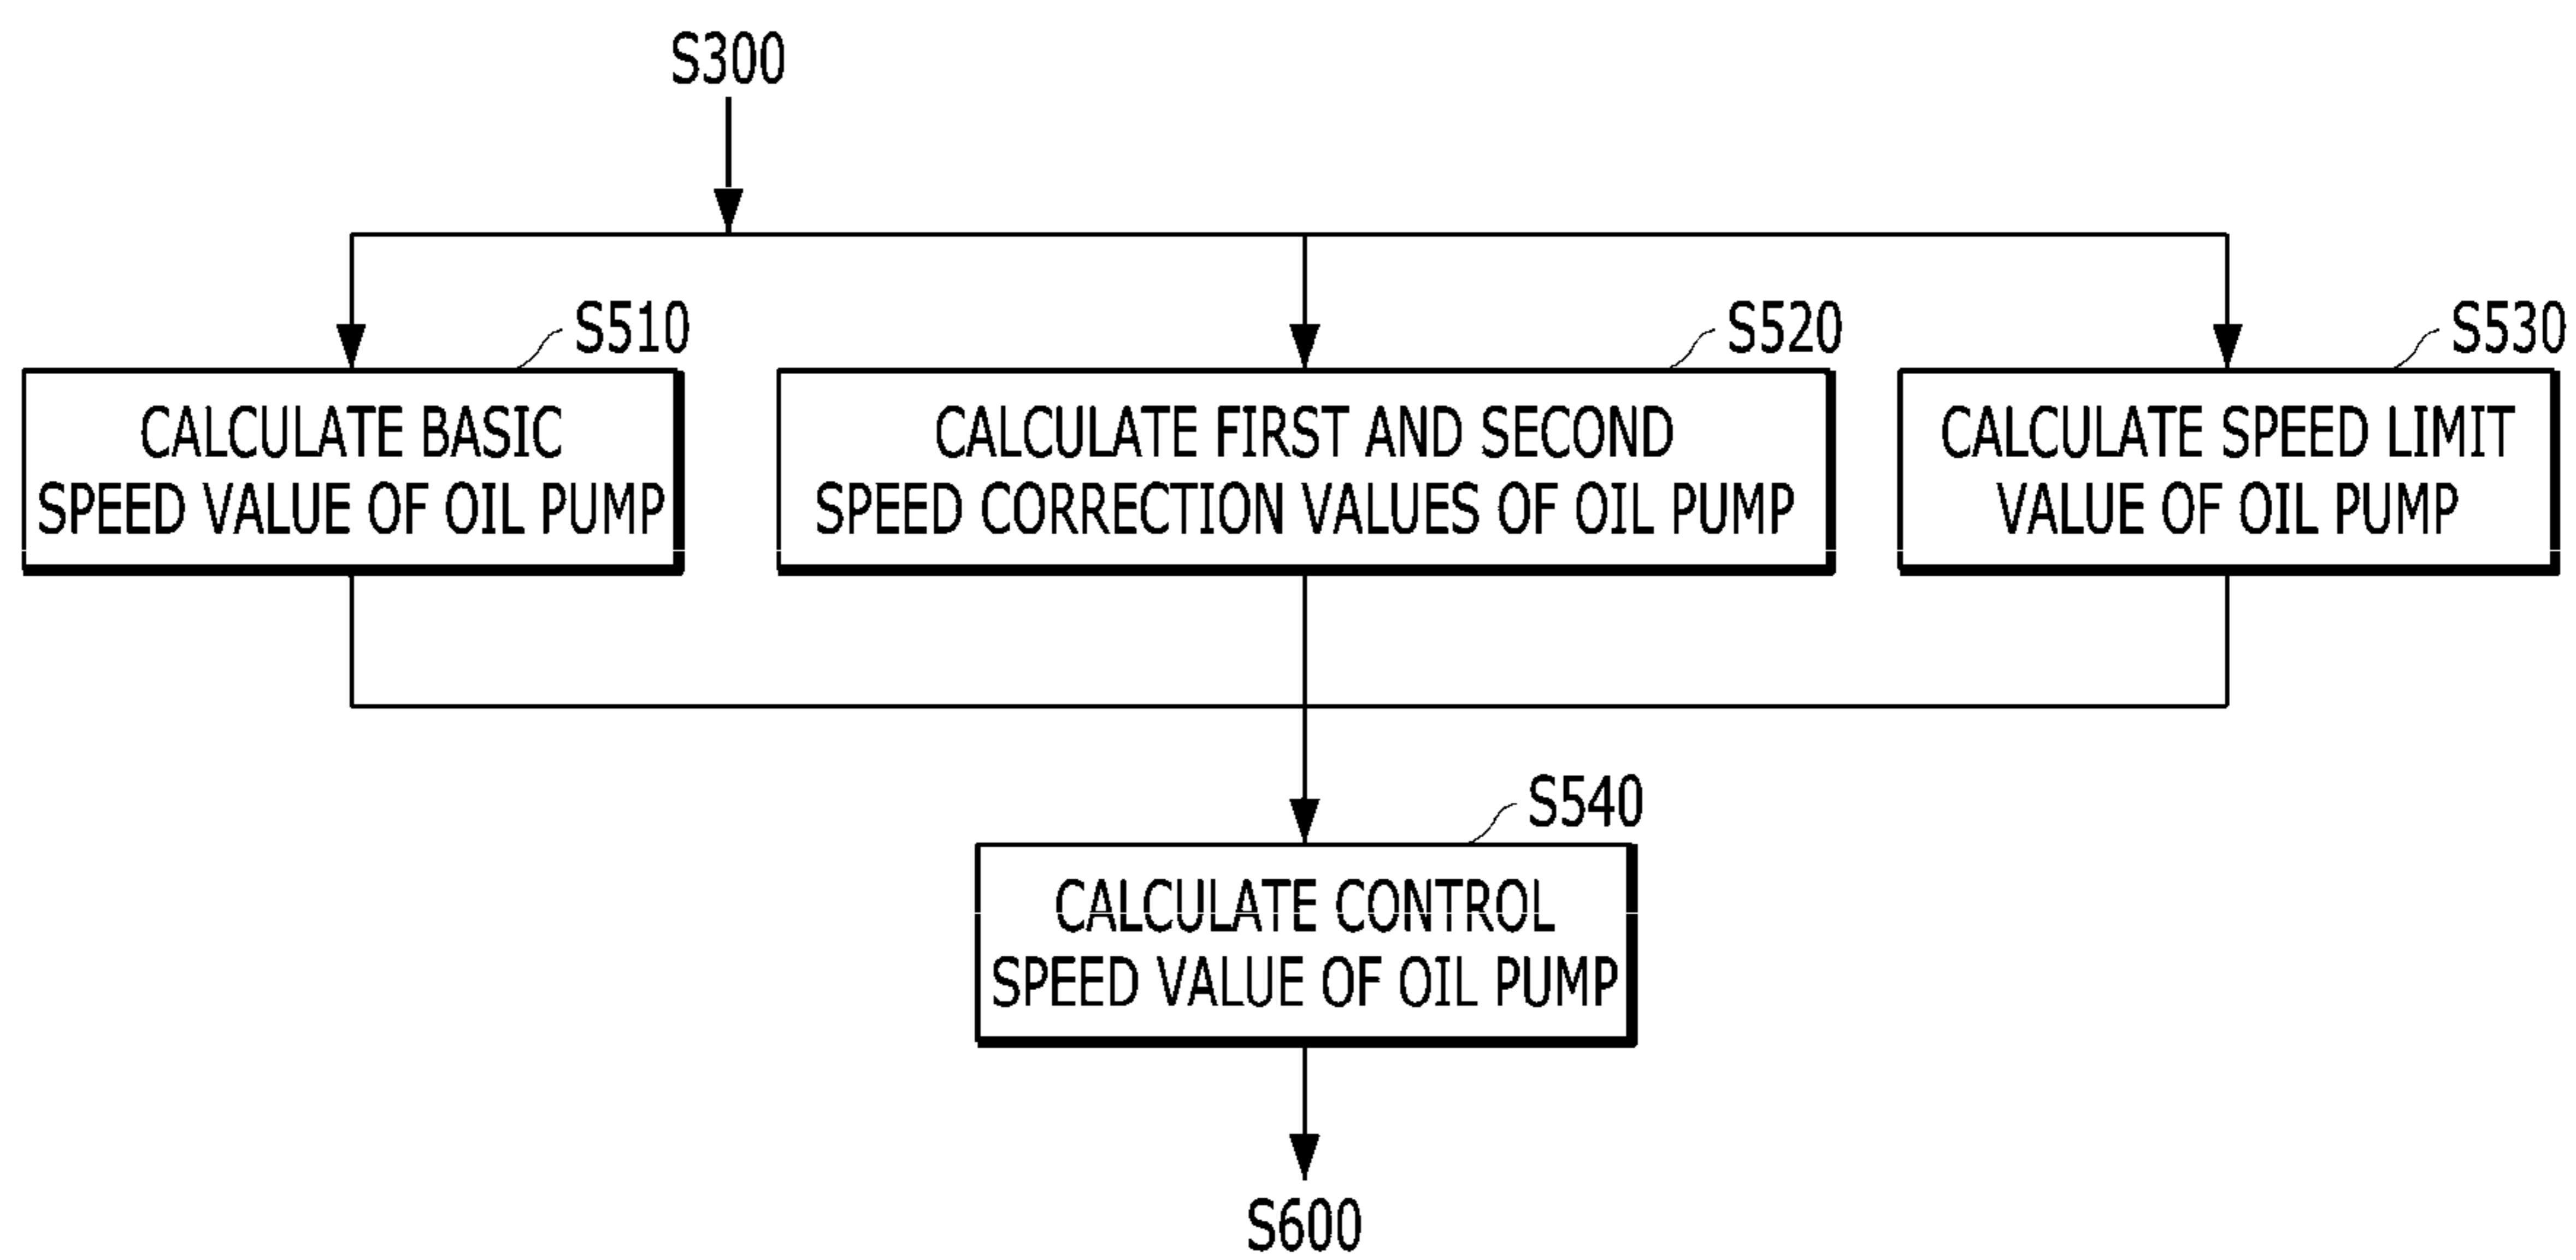 S300
S510
CALCULATE BASIC
SPEED VALUE OF OIL PUMP
S520
CALCULATE FIRST AND SECOND
SPEED CORRECTION VALUES OF OIL PUMP
S530
CALCULATE SPEED LIMIT
VALUE OF OIL PUMP
S540
CALCULATE CONTROL
SPEED VALUE OF OIL PUMP
S600